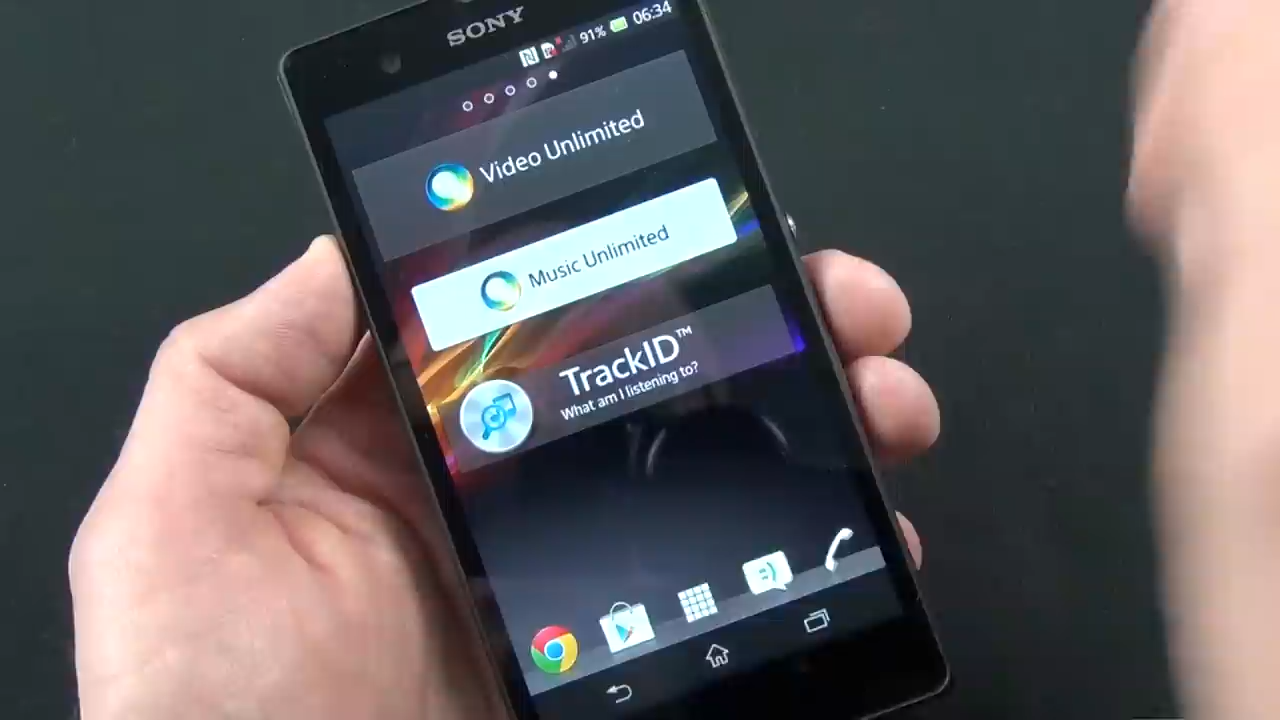 SONY
91% 06:34
Video Unlimited
Music Unlimited
TrackID™
What am I listening to?